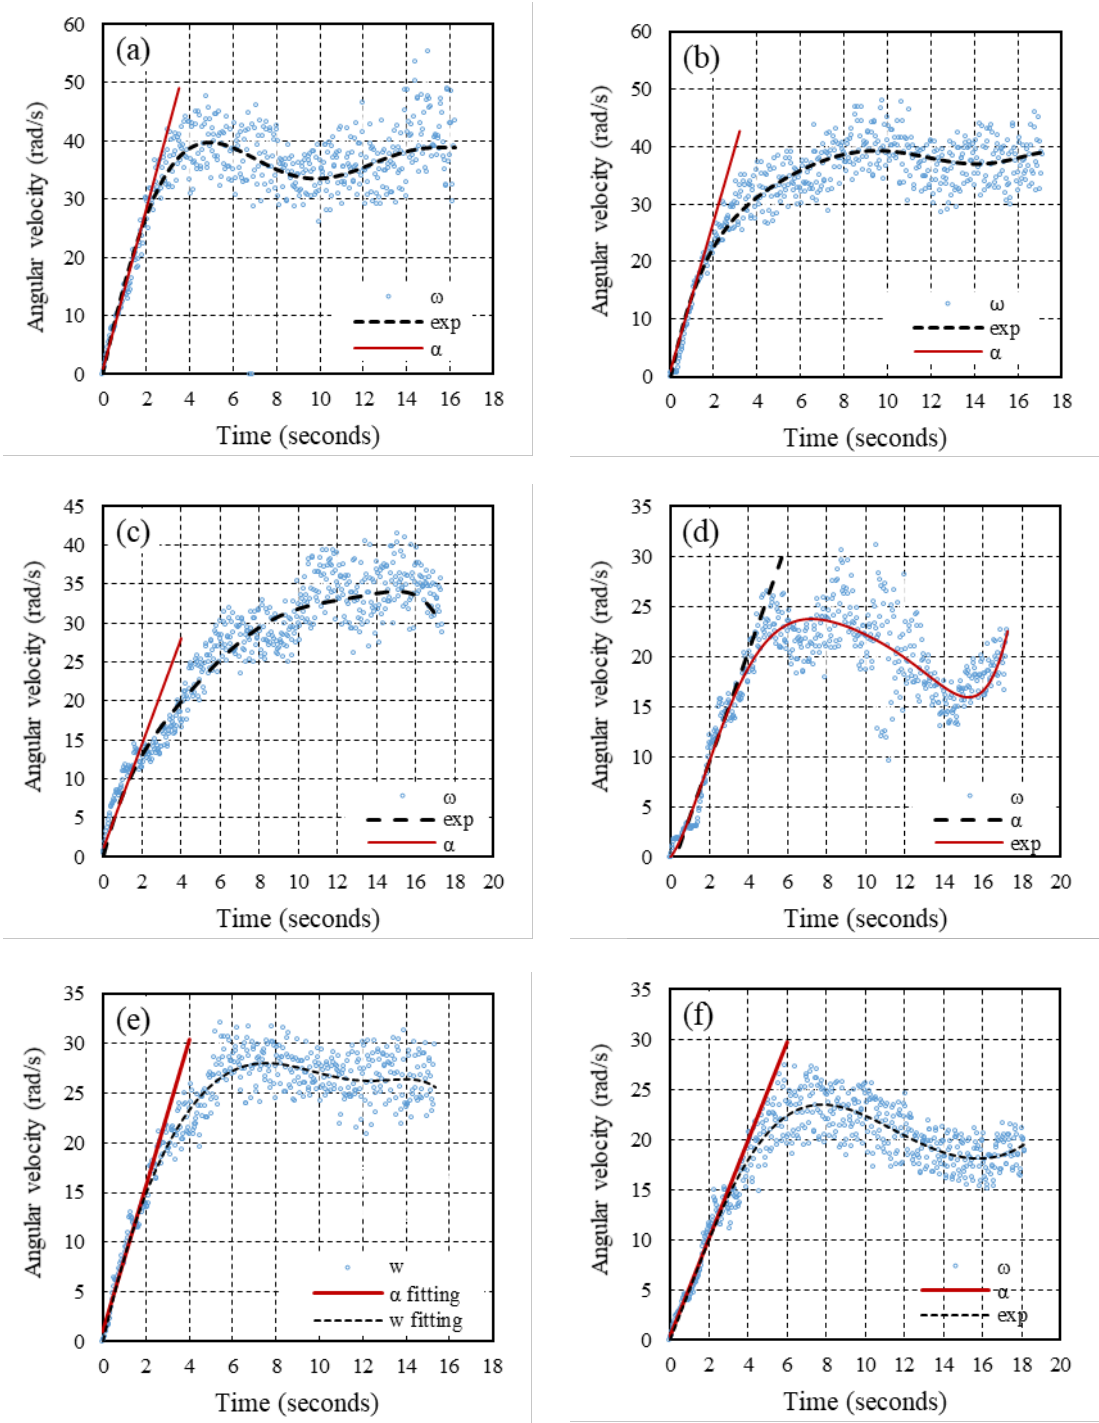 (a)
60
50
40
30
20
10
0
Angular velocity (rad/s)
ω
exp
α
0 2 4 6 8 10 12 14 16 18
Time (seconds)
(b)
60
50
40
30
20
10
0
Angular velocity (rad/s)
ω
exp
α
0 2 4 6 8 10 12 14 16 18
Time (seconds)
(c)
45
40
35
30
25
20
15
10
5
0
Angular velocity (rad/s)
ω
exp
α
0 2 4 6 8 10 12 14 16 18 20
Time (seconds)
(d)
35
30
25
20
15
10
5
0
Angular velocity (rad/s)
ω
α
exp
0 2 4 6 8 10 12 14 16 18 20
Time (seconds)
(e)
35
30
25
20
15
10
5
0
Angular velocity (rad/s)
w
α fitting
w fitting
0 2 4 6 8 10 12 14 16 18
Time (seconds)
(f)
35
30
25
20
15
10
5
0
Angular velocity (rad/s)
ω
α
exp
0 2 4 6 8 10 12 14 16 18 20
Time (seconds)